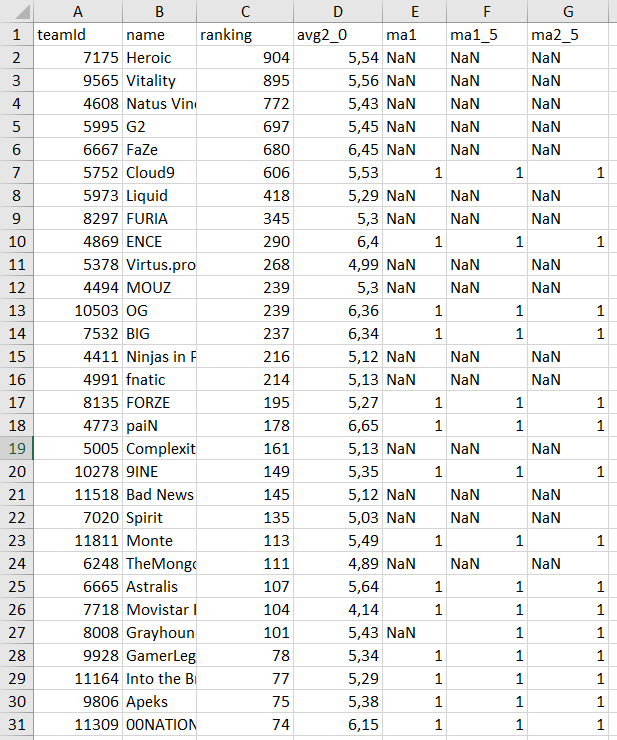 A B C D E F G
1 teamId name ranking avg2_0 ma1 ma1_5 ma2_5
2 7175 Heroic 904 5,54 NaN NaN NaN
3 9565 Vitality 895 5,56 NaN NaN NaN
4 4608 Natus Vin 772 5,43 NaN NaN NaN
5 5995 G2 697 5,45 NaN NaN NaN
6 6667 FaZe 680 6,45 NaN NaN NaN
7 5752 Cloud9 606 5,53 1 1 1
8 5973 Liquid 418 5,29 NaN NaN NaN
9 8297 FURIA 345 5,3 NaN NaN NaN
10 4869 ENCE 290 6,4 1 1 1
11 5378 Virtus.pro 268 4,99 NaN NaN NaN
12 4494 MOUZ 239 5,3 NaN NaN NaN
13 10503 OG 239 6,36 1 1 1
14 7532 BIG 237 6,34 1 1 1
15 4411 Ninjas in P 216 5,12 NaN NaN NaN
16 4991 fnatic 214 5,13 NaN NaN NaN
17 8135 FORZE 195 5,27 1 1 1
18 4773 paiN 178 6,65 1 1 1
19 5005 Complexit 161 5,13 NaN NaN NaN
20 10278 9INE 149 5,35 1 1 1
21 11518 Bad News 145 5,12 NaN NaN NaN
22 7020 Spirit 135 5,03 NaN NaN NaN
23 11811 Monte 113 5,49 1 1 1
24 6248 TheMongo 111 4,89 NaN NaN NaN
25 6665 Astralis 107 5,64 1 1 1
26 7718 Movistar R 104 4,14 1 1 1
27 8008 Grayhoun 101 5,43 NaN 1 1
28 9928 GamerLeg 78 5,34 1 1 1
29 11164 Into the Br 77 5,29 1 1 1
30 9806 Apeks 75 5,38 1 1 1
31 11309 00NATION 74 6,15 1 1 1